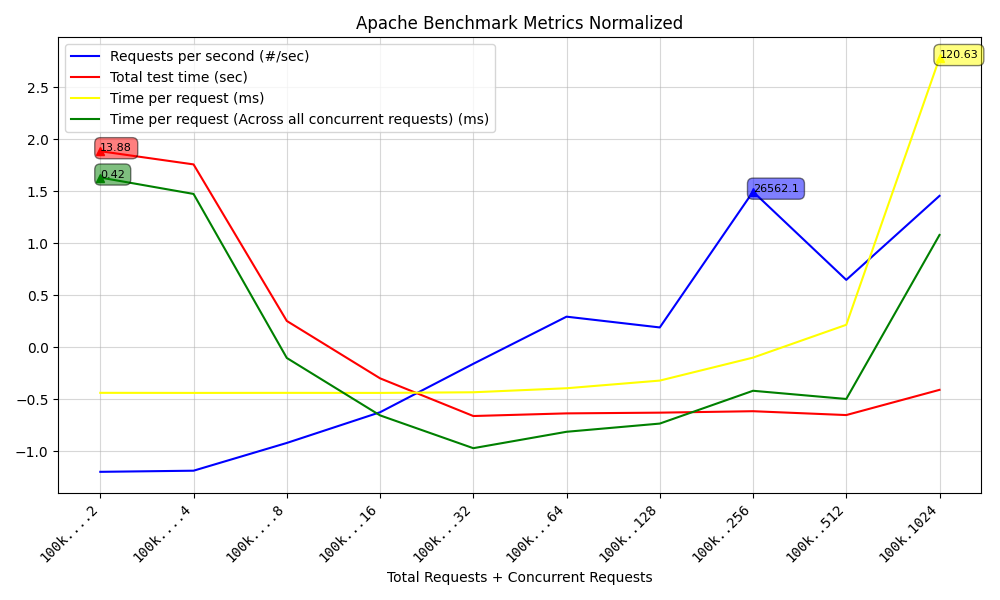 Apache Benchmark Metrics Normalized
Requests per second (#/sec)
Total test time (sec)
Time per request (ms)
Time per request (Across all concurrent requests) (ms)
120.63
13.88
0.42
26562.1
2.5
2.0
1.5
1.0
0.5
0.0
−0.5
−1.0
100k....2
100k....4
100k....8
100k...16
100k...32
100k...64
100k..128
100k..256
100k..512
100k.1024
Total Requests + Concurrent Requests